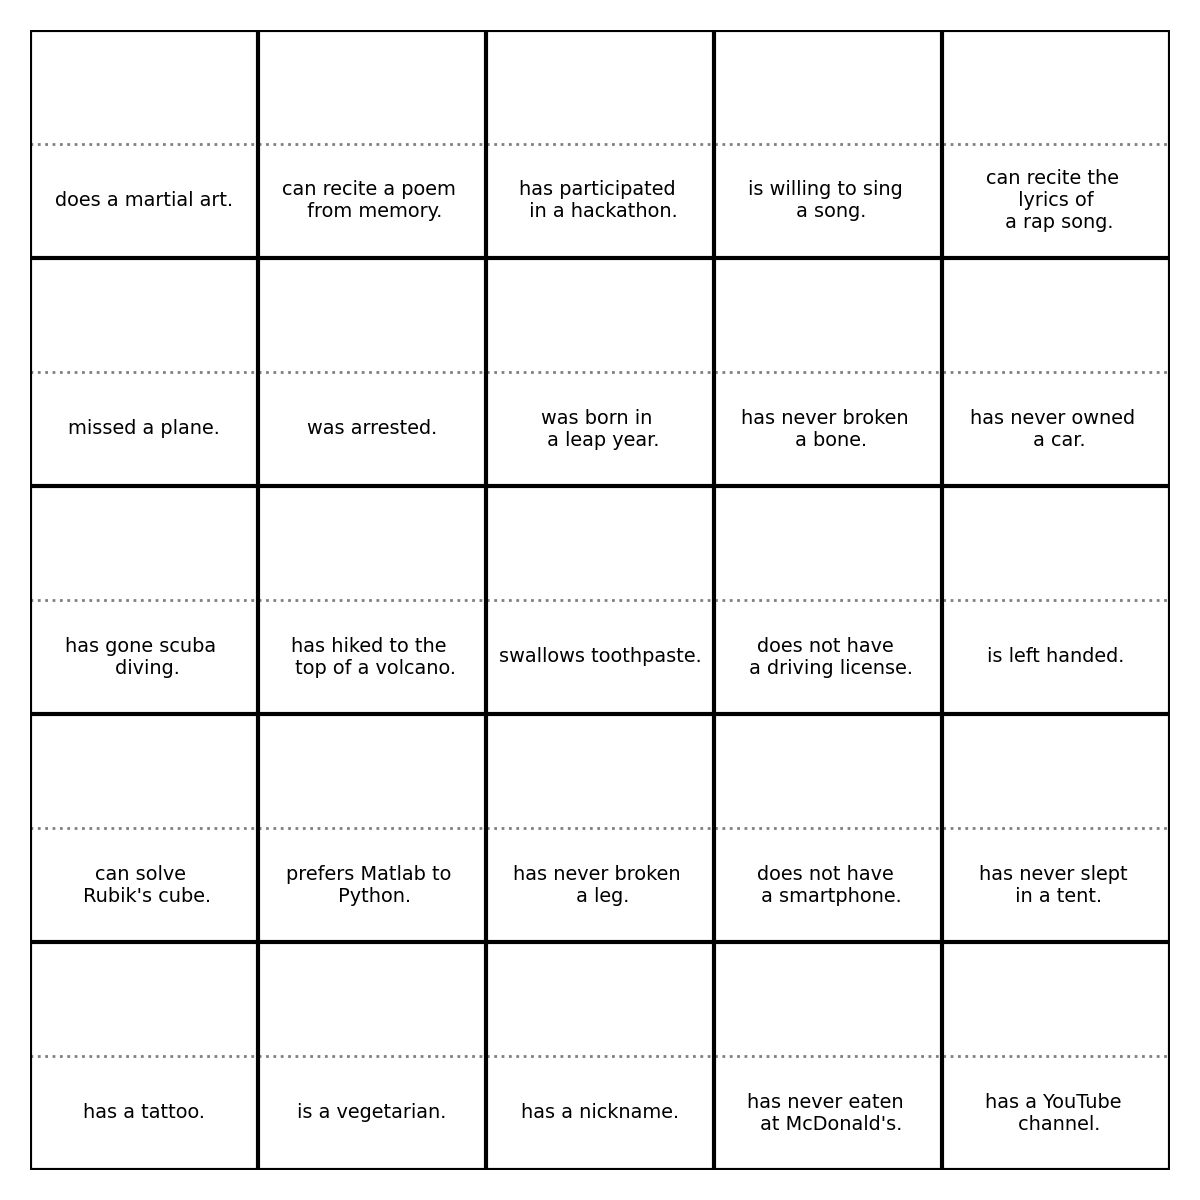 does a martial art.
can recite a poem
from memory.
has participated
in a hackathon.
is willing to sing
a song.
can recite the
lyrics of
a rap song.
missed a plane.
was arrested.
was born in
a leap year.
has never broken
a bone.
has never owned
a car.
has gone scuba
diving.
has hiked to the
top of a volcano.
swallows toothpaste.
does not have
a driving license.
is left handed.
can solve
Rubik's cube.
prefers Matlab to
Python.
has never broken
a leg.
does not have
a smartphone.
has never slept
in a tent.
has a tattoo.
is a vegetarian.
has a nickname.
has never eaten
at McDonald's.
has a YouTube
channel.